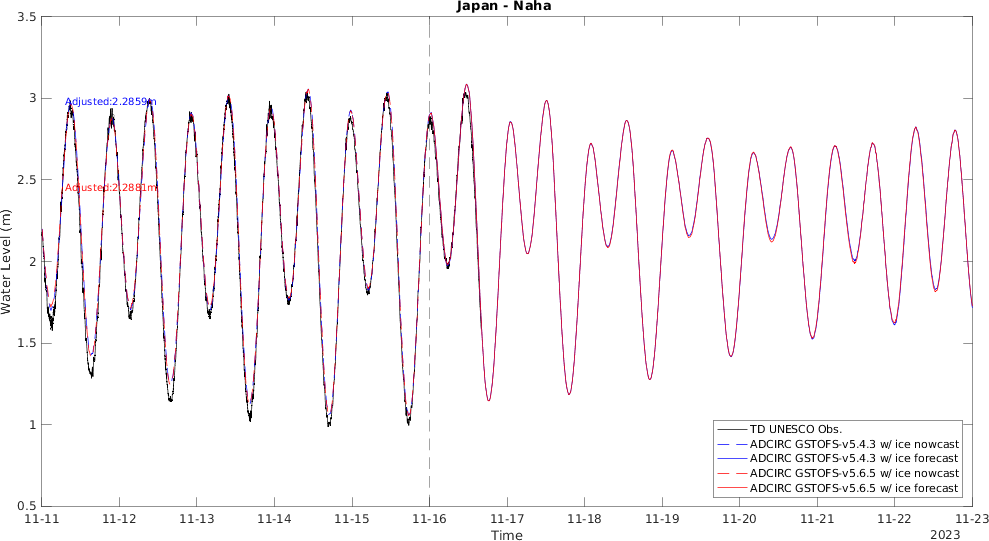 Japan - Naha
3.5
3
2.5
2
1.5
1
0.5
Water Level (m)
Adjusted:2.2859m
Adjusted:2.2881m
TD UNESCO Obs.
ADCIRC GSTOFS-v5.4.3 w/ ice nowcast
ADCIRC GSTOFS-v5.4.3 w/ ice forecast
ADCIRC GSTOFS-v5.6.5 w/ ice nowcast
ADCIRC GSTOFS-v5.6.5 w/ ice forecast
11-11 11-12 11-13 11-14 11-15 11-16 11-17 11-18 11-19 11-20 11-21 11-22 11-23
Time
2023